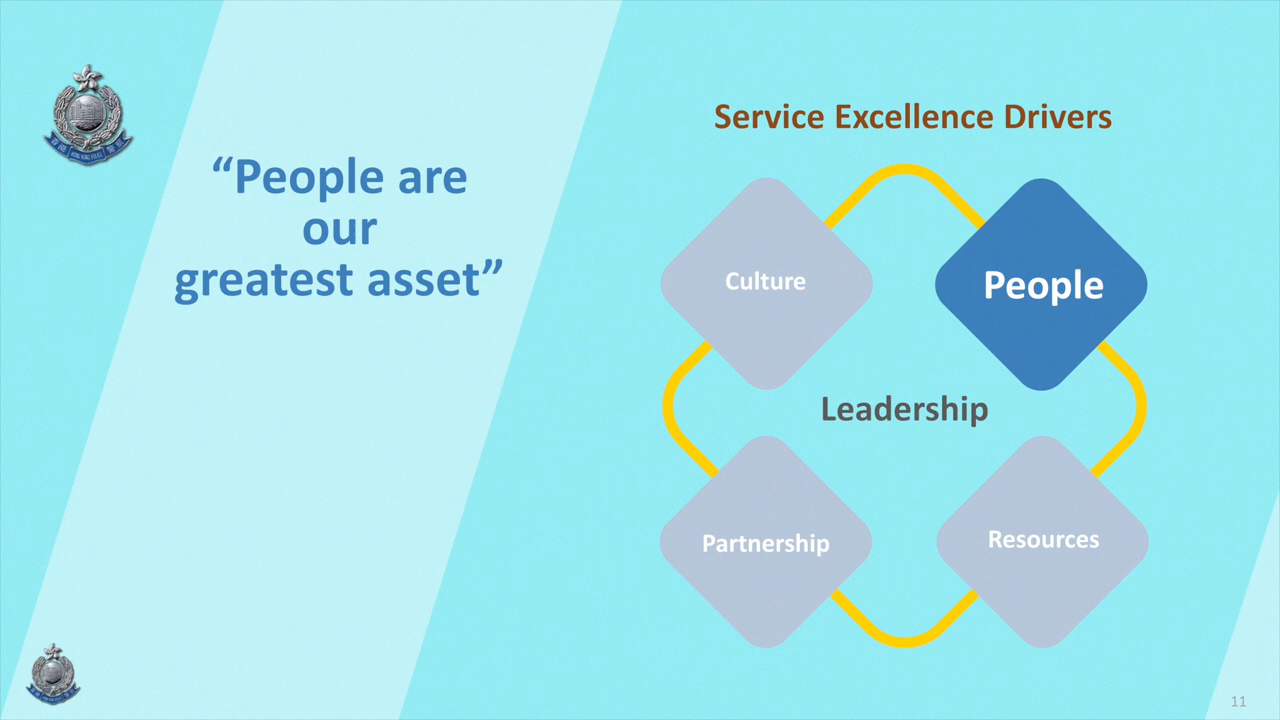 “People are
our
greatest asset”
Service Excellence Drivers
Culture
People
Leadership
Partnership
Resources
11